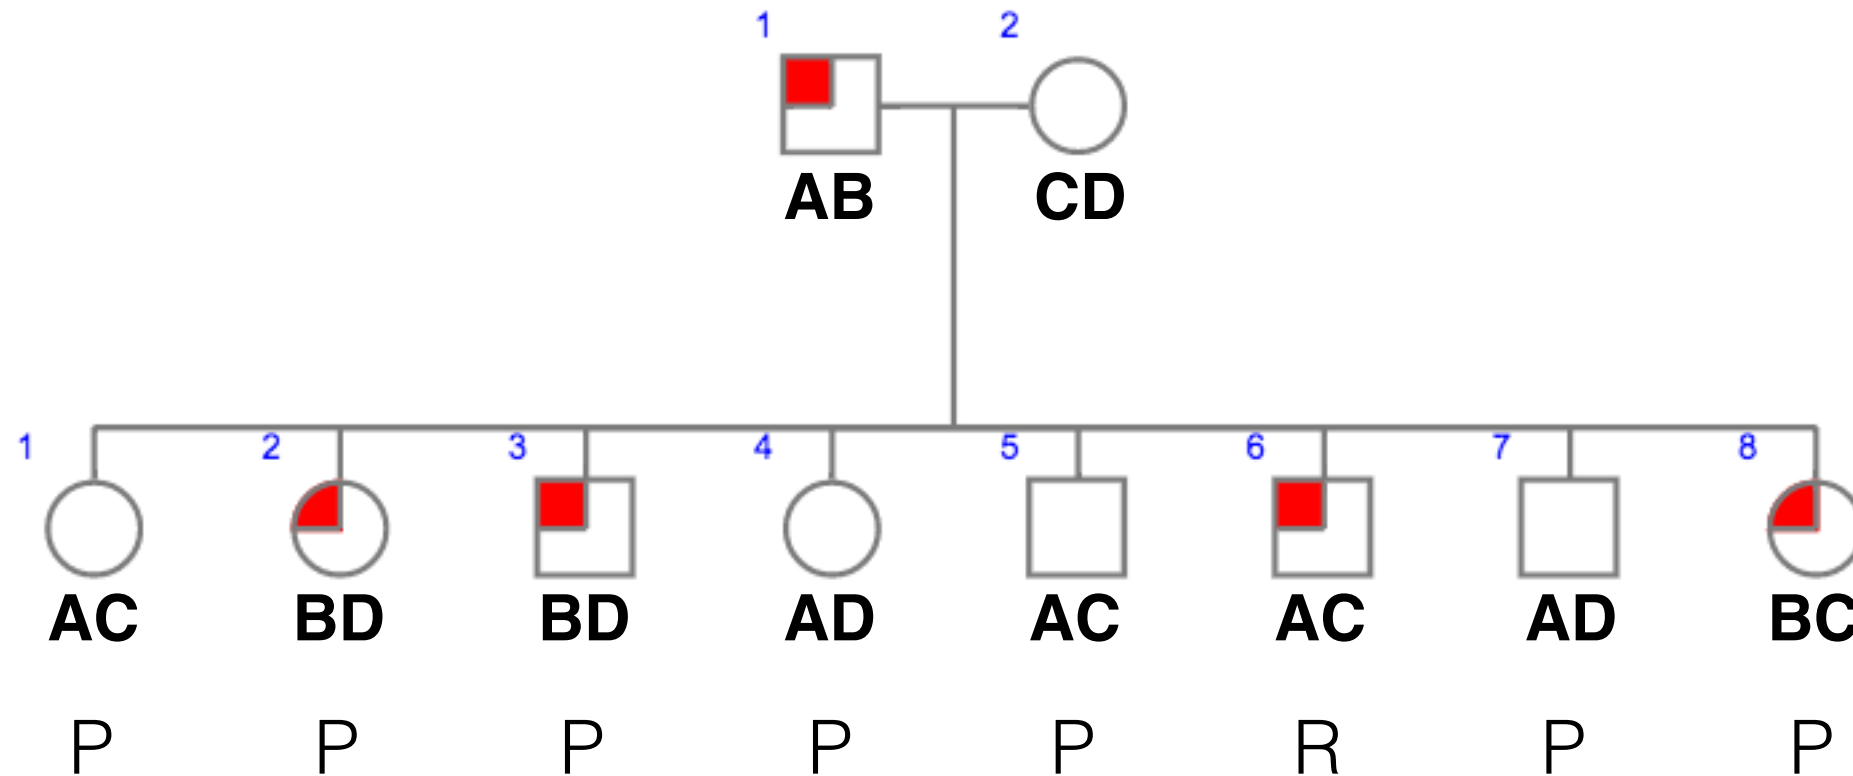 1 2
AB CD
1 2 3 4 5 6 7 8
AC BD BD AD AC AC AD BC
P P P P P R P P